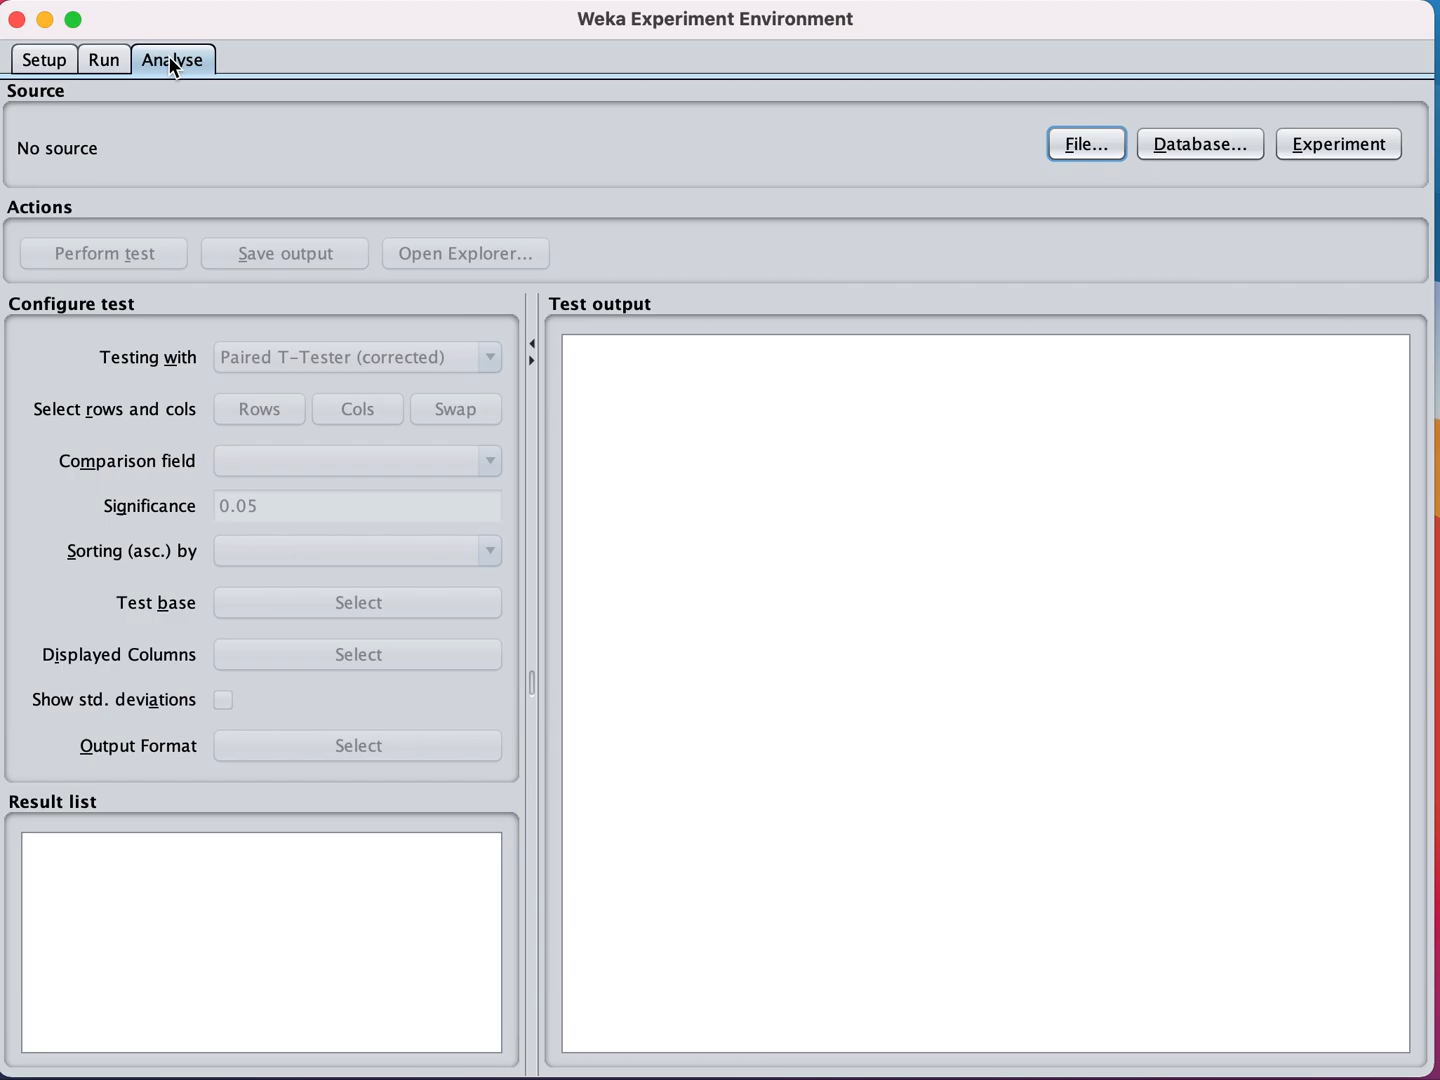 Weka Experiment Environment
Setup Run Analyse
Source
No source File... Database... Experiment
Actions
Perform test Save output Open Explorer...
Configure test
Testing with Paired T-Tester (corrected)
Select rows and cols Rows Cols Swap
Comparison field
Significance 0.05
Sorting (asc.) by
Test base Select
Displayed Columns Select
Show std. deviations
Output Format Select
Result list
Test output